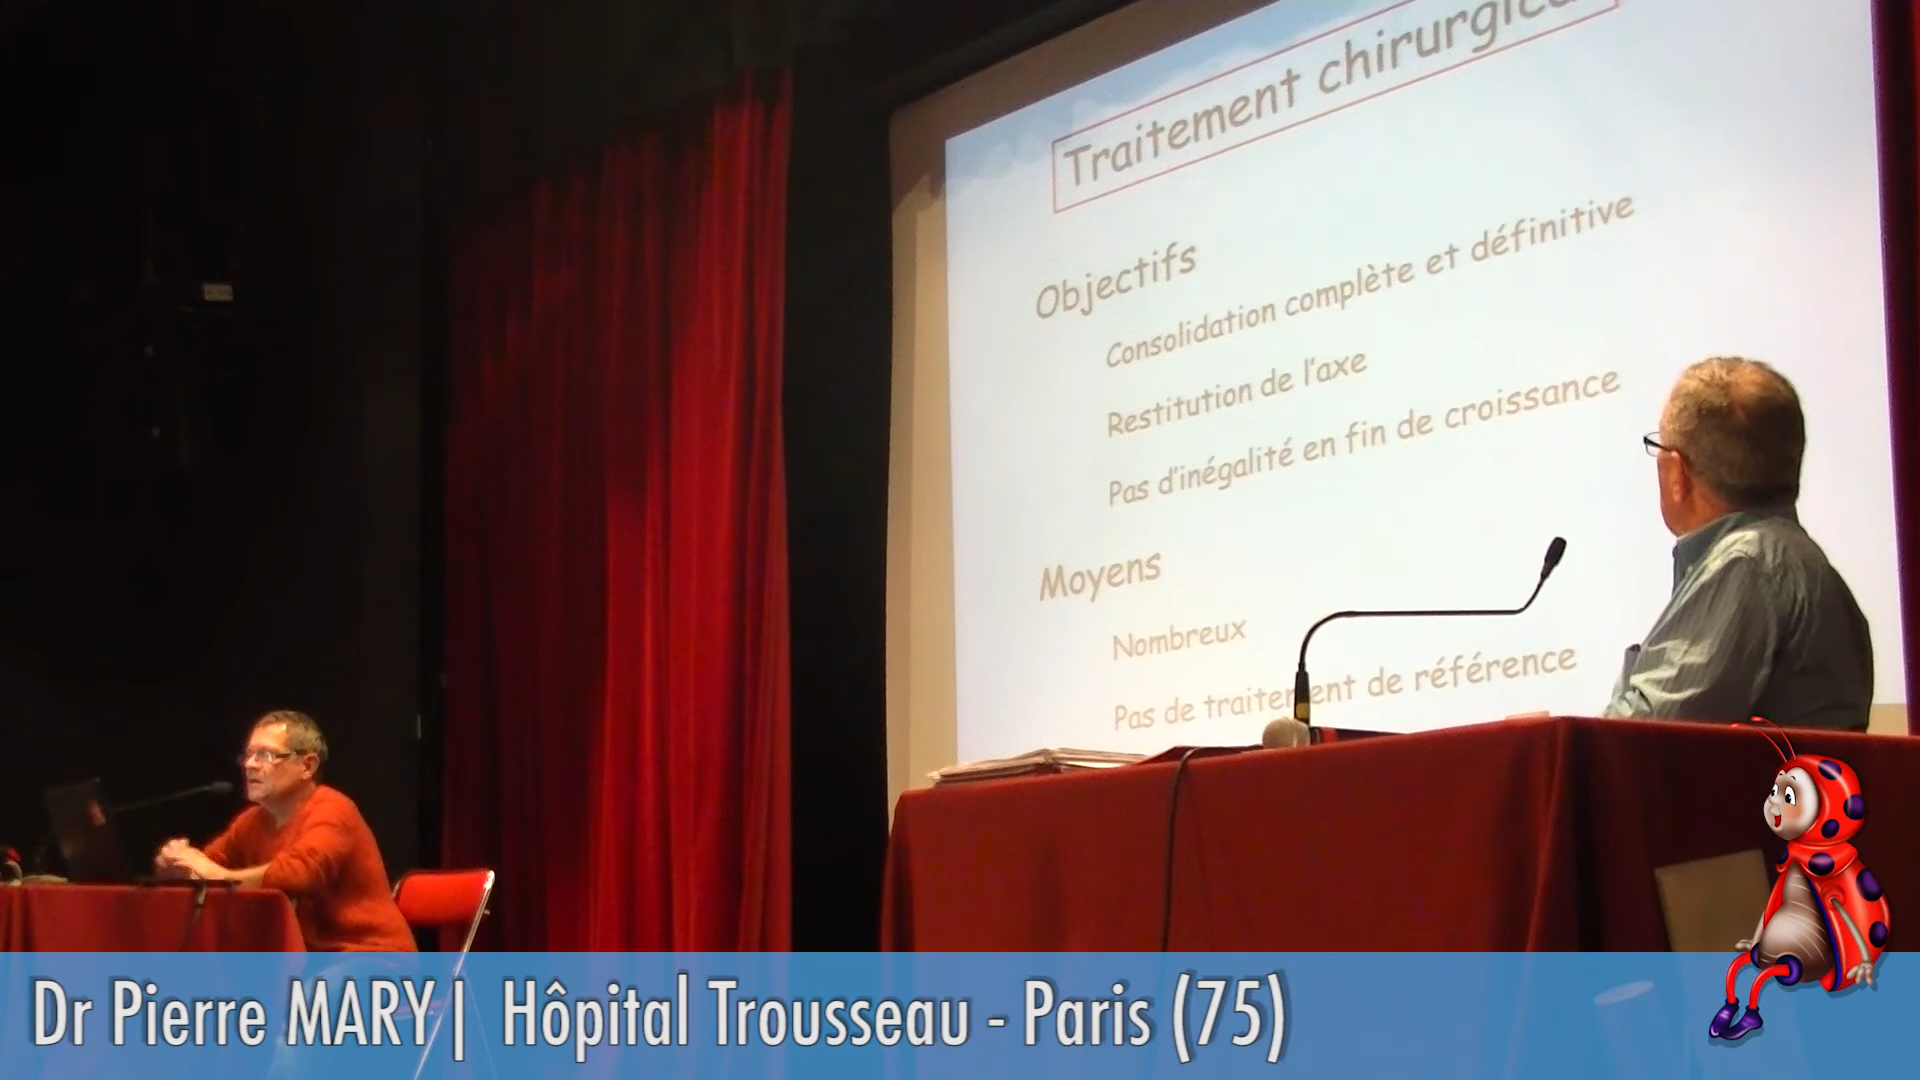 Traitement
Objectifs
Consolidation complète et définitive
Restitution de l'axe
Pas d'inégalité en fin de croissance
Moyens
Nombreux
Pas de traitement de référence
Dr Pierre MARY | Hôpital Trousseau - Paris (75)